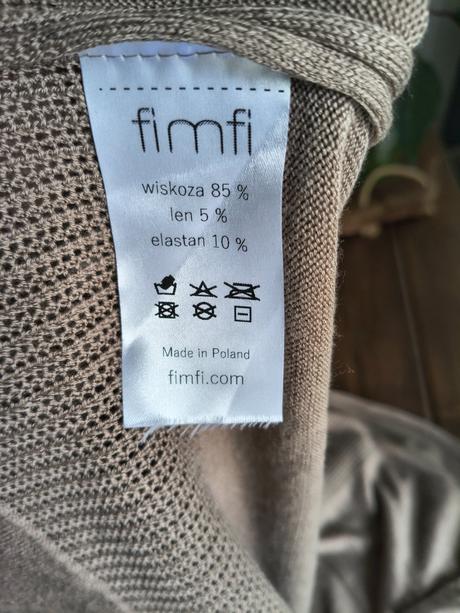 fimfi
wiskoza 85 %
len 5 %
elastan 10 %
Made in Poland
fimfi.com